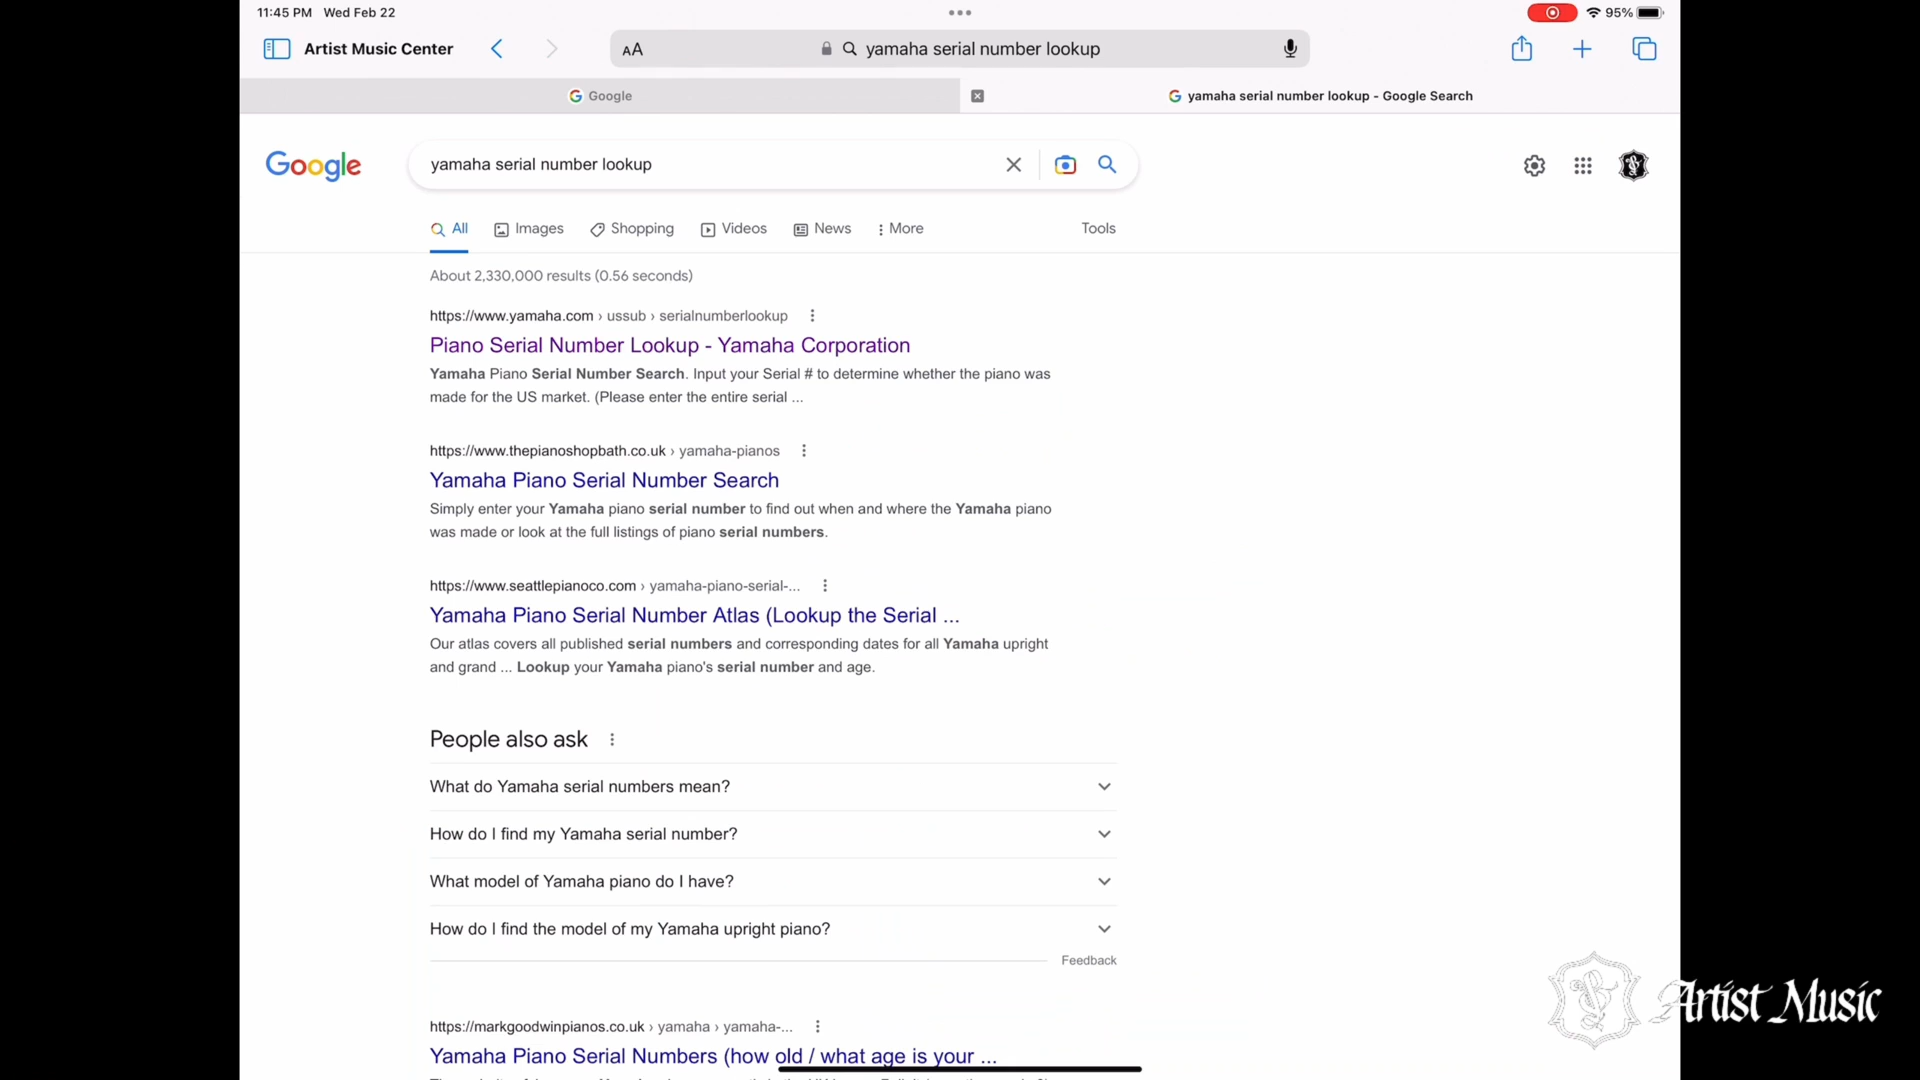 11:45 PM Wed Feb 22
95%
Artist Music Center
AA
yamaha serial number lookup
Google
yamaha serial number lookup - Google Search
Google
yamaha serial number lookup
All
Images
Shopping
Videos
News
More
Tools
About 2,330,000 results (0.56 seconds)
https://www.yamaha.com › ussub › serialnumberlookup
Piano Serial Number Lookup - Yamaha Corporation
Yamaha Piano Serial Number Search. Input your Serial # to determine whether the piano was
made for the US market. (Please enter the entire serial ...
https://www.thepianoshopbath.co.uk › yamaha-pianos
Yamaha Piano Serial Number Search
Simply enter your Yamaha piano serial number to find out when and where the Yamaha piano
was made or look at the full listings of piano serial numbers.
https://www.seattlepianoco.com › yamaha-piano-serial-...
Yamaha Piano Serial Number Atlas (Lookup the Serial ...
Our atlas covers all published serial numbers and corresponding dates for all Yamaha upright
and grand ... Lookup your Yamaha piano's serial number and age.
People also ask
What do Yamaha serial numbers mean?
How do I find my Yamaha serial number?
What model of Yamaha piano do I have?
How do I find the model of my Yamaha upright piano?
Feedback
https://markgoodwinpianos.co.uk › yamaha › yamaha-...
Yamaha Piano Serial Numbers (how old / what age is your ...
Artist Music